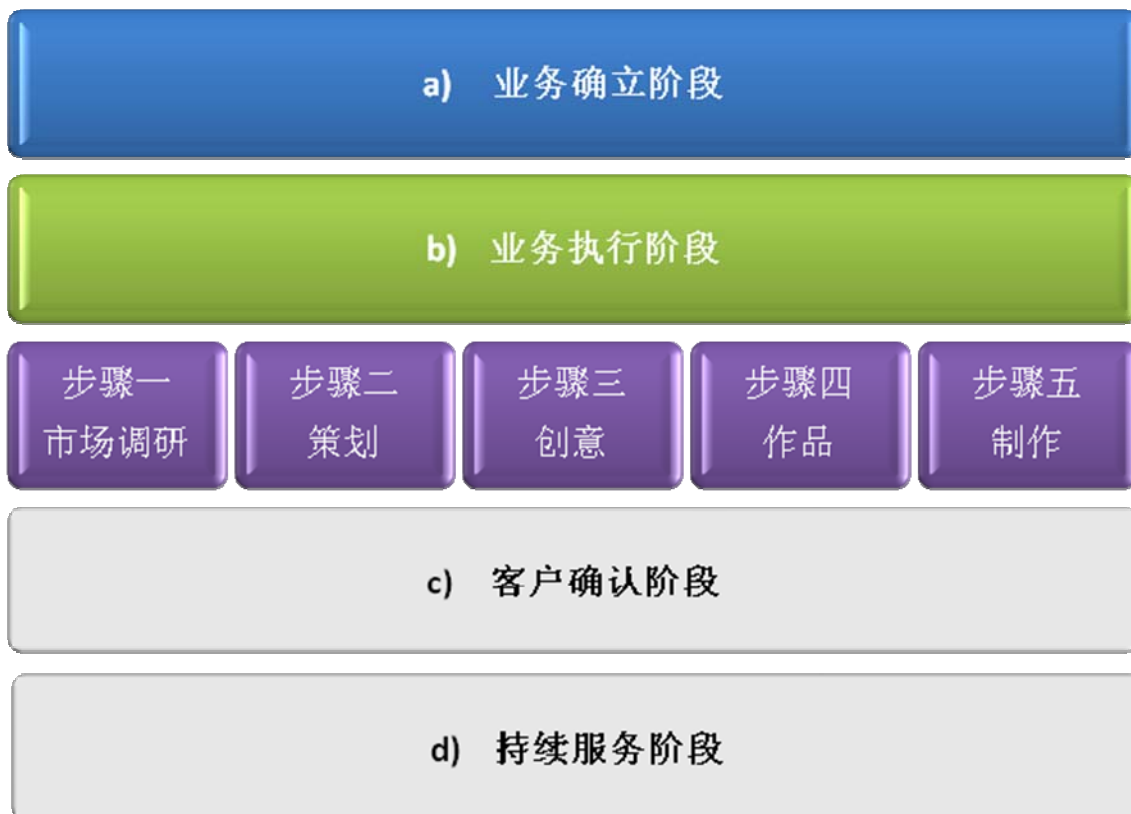 a) 业务确立阶段
b) 业务执行阶段
步骤一
市场调研
步骤二
策划
步骤三
创意
步骤四
作品
步骤五
制作
c) 客户确认阶段
d) 持续服务阶段